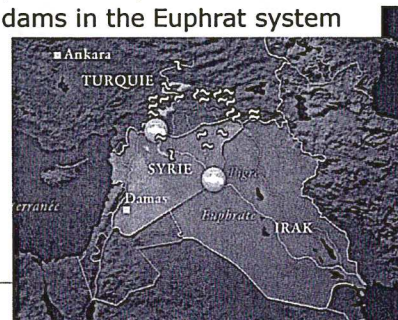 dams in the Euphrat system
Ankara
TURQUIE
SYRIE
Tigre
Damas
erranée
Euphrate
IRAK